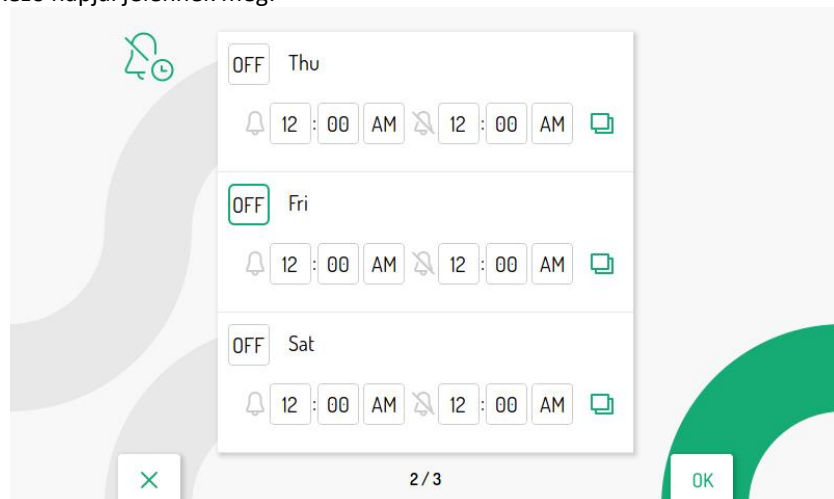 OFF Thu
12 : 00 AM 12 : 00 AM
OFF Fri
12 : 00 AM 12 : 00 AM
OFF Sat
12 : 00 AM 12 : 00 AM
2/3
OK